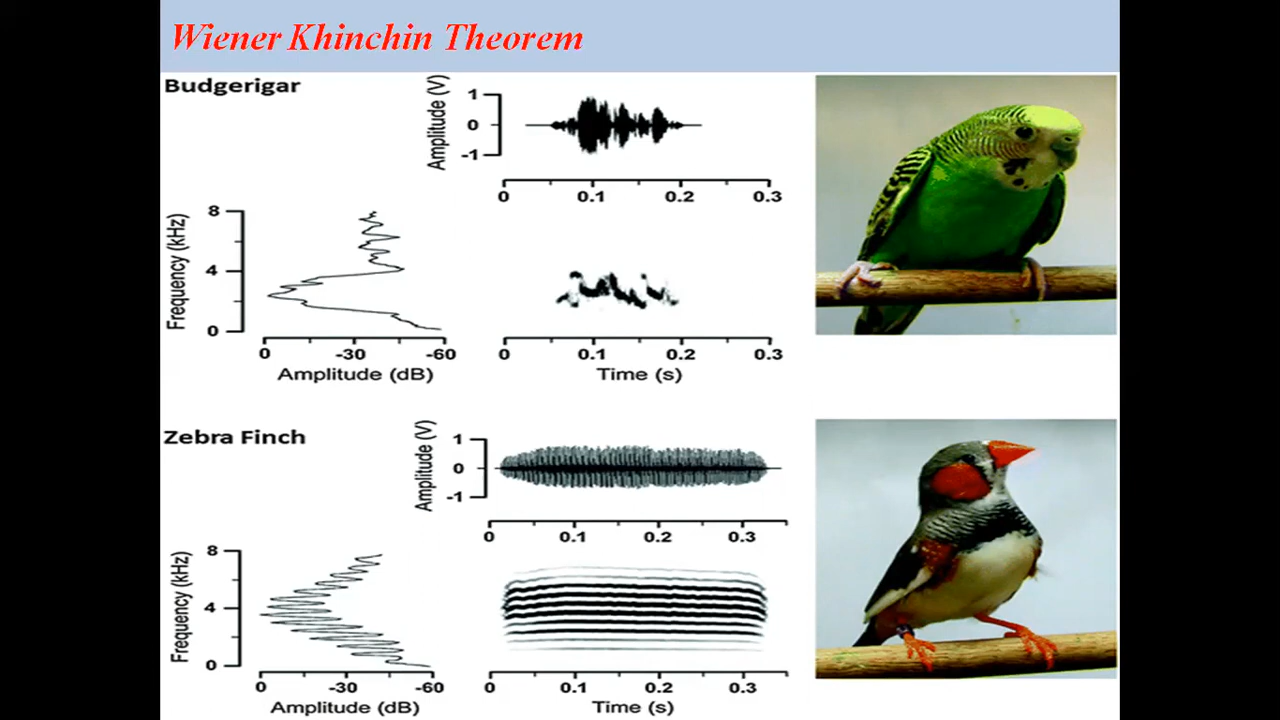 Wiener Khinchin Theorem
Budgerigar
Amplitude (V)
1
0
-1
0 0.1 0.2 0.3
Frequency (kHz)
8
4
0
0 -30 -60
Amplitude (dB)
0 0.1 0.2 0.3
Time (s)
Zebra Finch
Amplitude (V)
1
0
-1
0 0.1 0.2 0.3
Frequency (kHz)
8
4
0
0 -30 -60
Amplitude (dB)
0 0.1 0.2 0.3
Time (s)